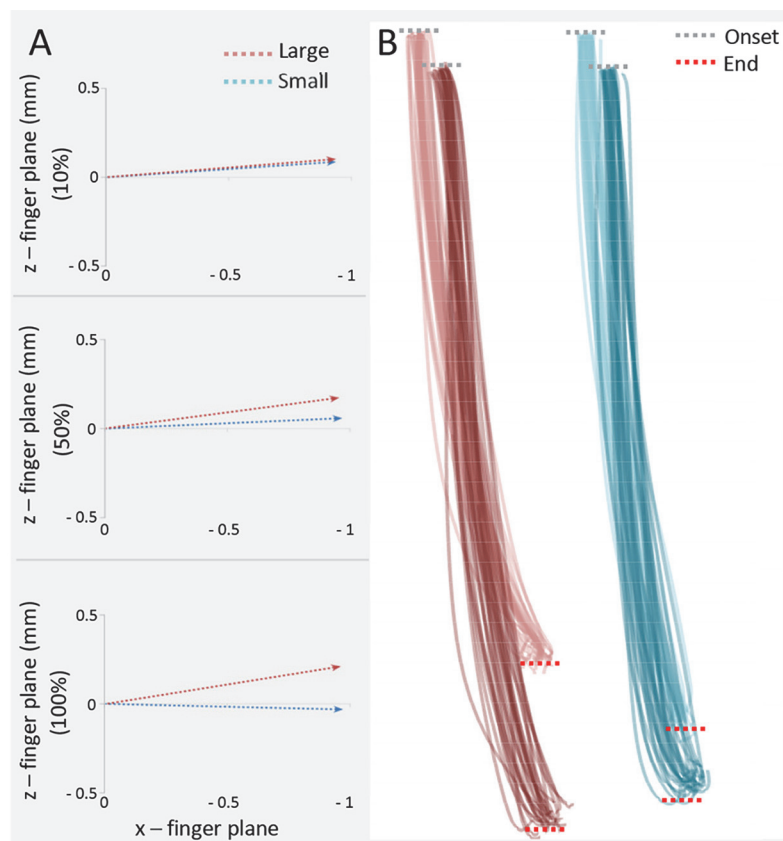 A
Large
Small
B
Onset
End
z – finger plane (mm)
(10%)
0.5
0
- 0.5
0
- 0.5
- 1
z – finger plane (mm)
(50%)
0.5
0
- 0.5
0
- 0.5
- 1
z – finger plane (mm)
(100%)
0.5
0
- 0.5
0
- 0.5
- 1
x – finger plane